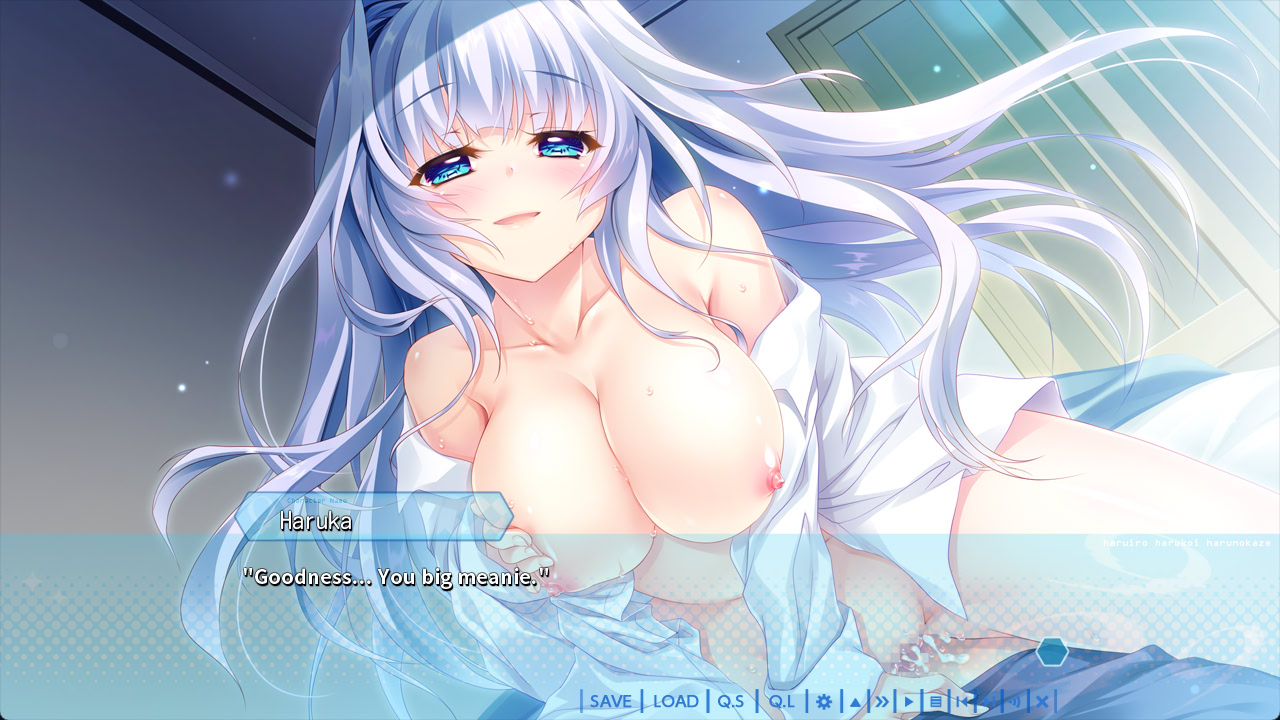 Character Name
Haruka
haruiro harukoi harunokaze
"Goodness... You big meanie."
SAVE LOAD Q.S Q.L